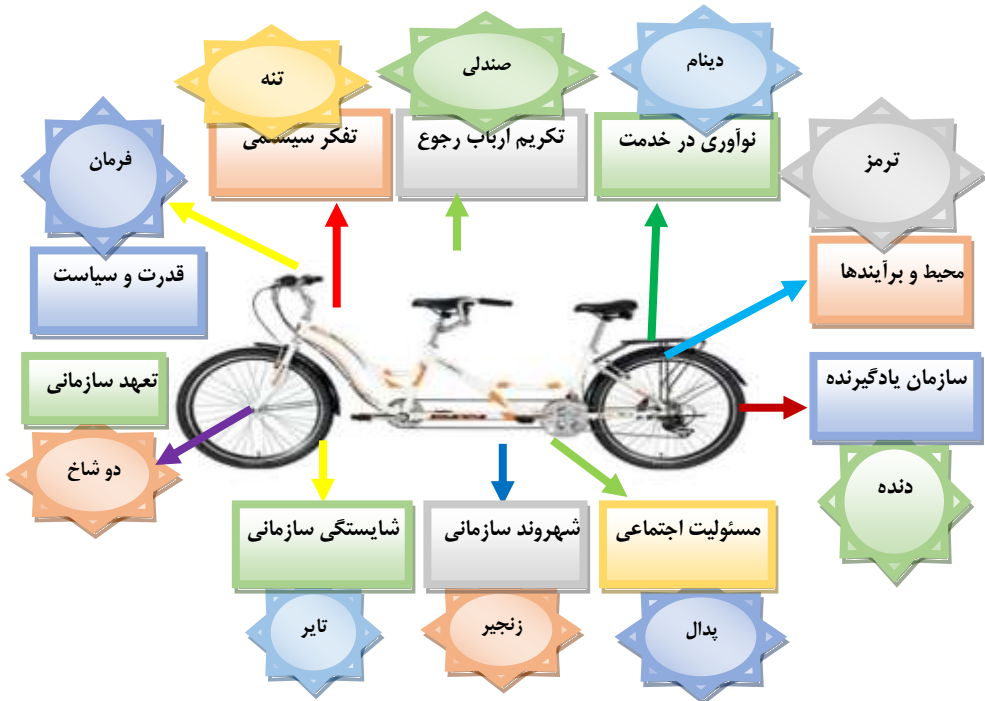 دینام
صندلی
تنه
نوآوری در خدمت
تکریم ارباب رجوع
تفکر سیستمی
ترمز
فرمان
محیط و برآیندها
قدرت و سیاست
سازمان یادگیرنده
تعهد سازمانی
دنده
دو شاخ
مسئولیت اجتماعی
شهروند سازمانی
شایستگی سازمانی
پدال
زنجیر
تایر